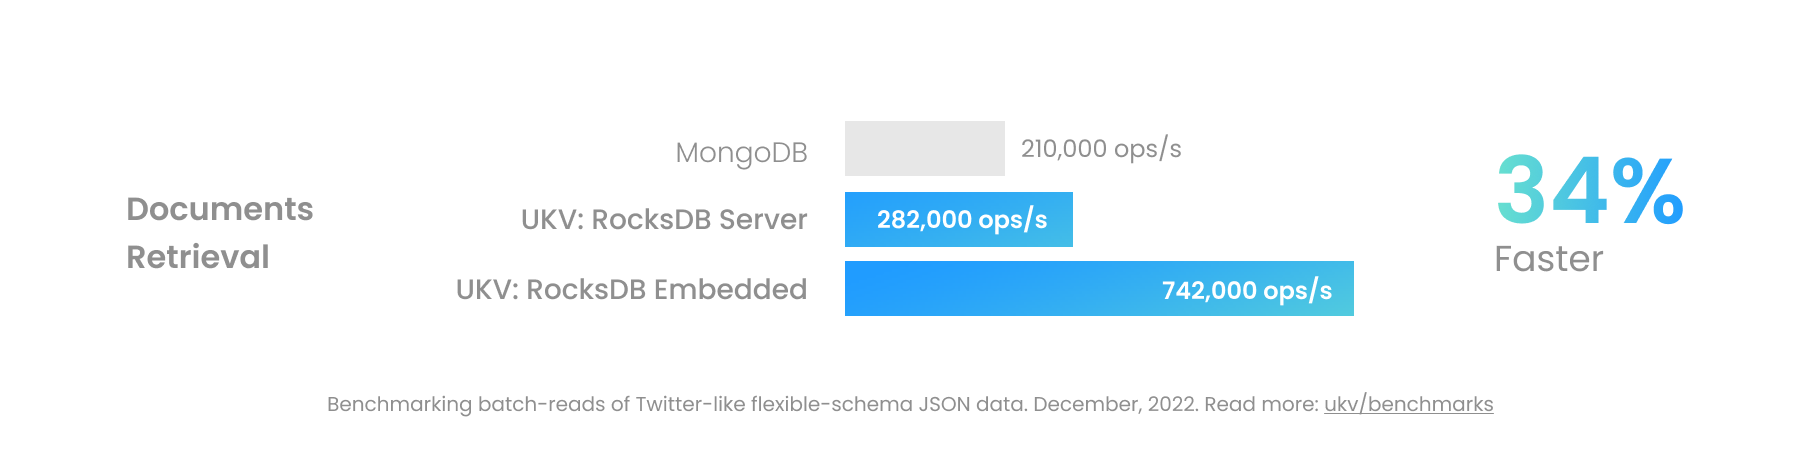 Documents
Retrieval
MongoDB
210,000 ops/s
UKV: RocksDB Server
282,000 ops/s
UKV: RocksDB Embedded
742,000 ops/s
34%
Faster
Benchmarking batch-reads of Twitter-like flexible-schema JSON data. December, 2022. Read more: ukv/benchmarks